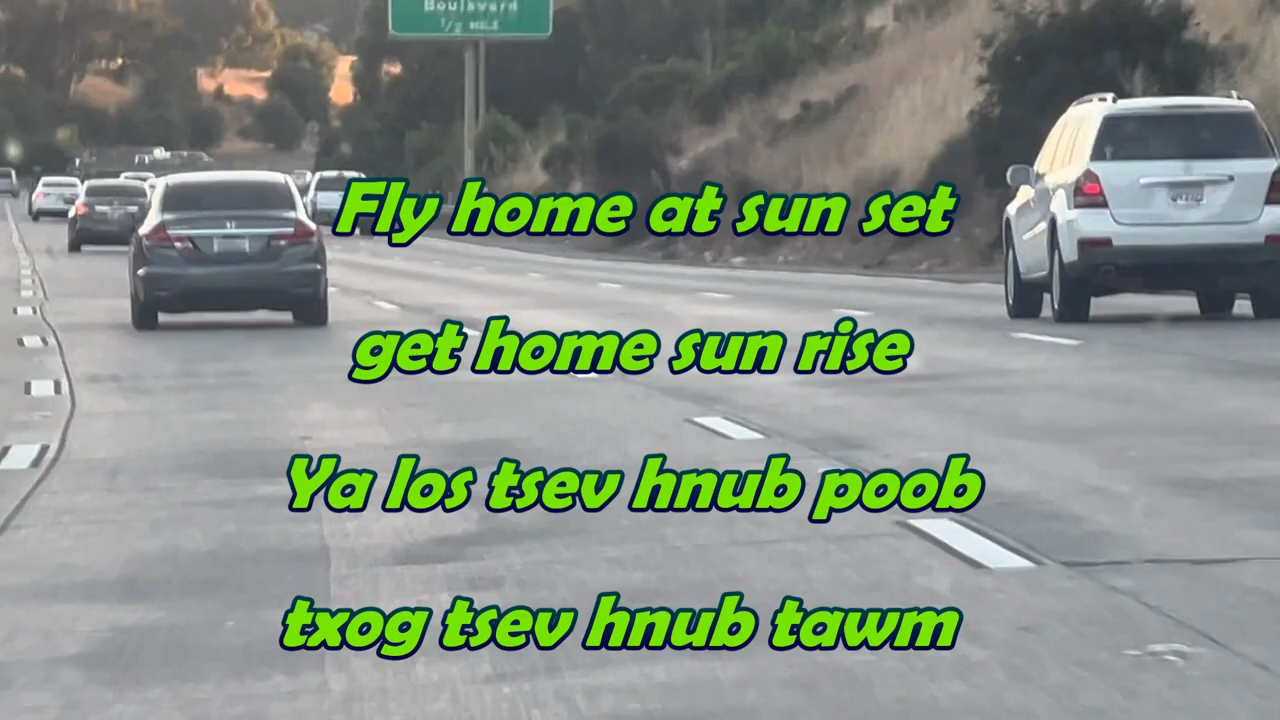 Boulevard
1/2 MILE
Fly home at sun set
get home sun rise
Ya los tsev hnub poob
txog tsev hnub tawm